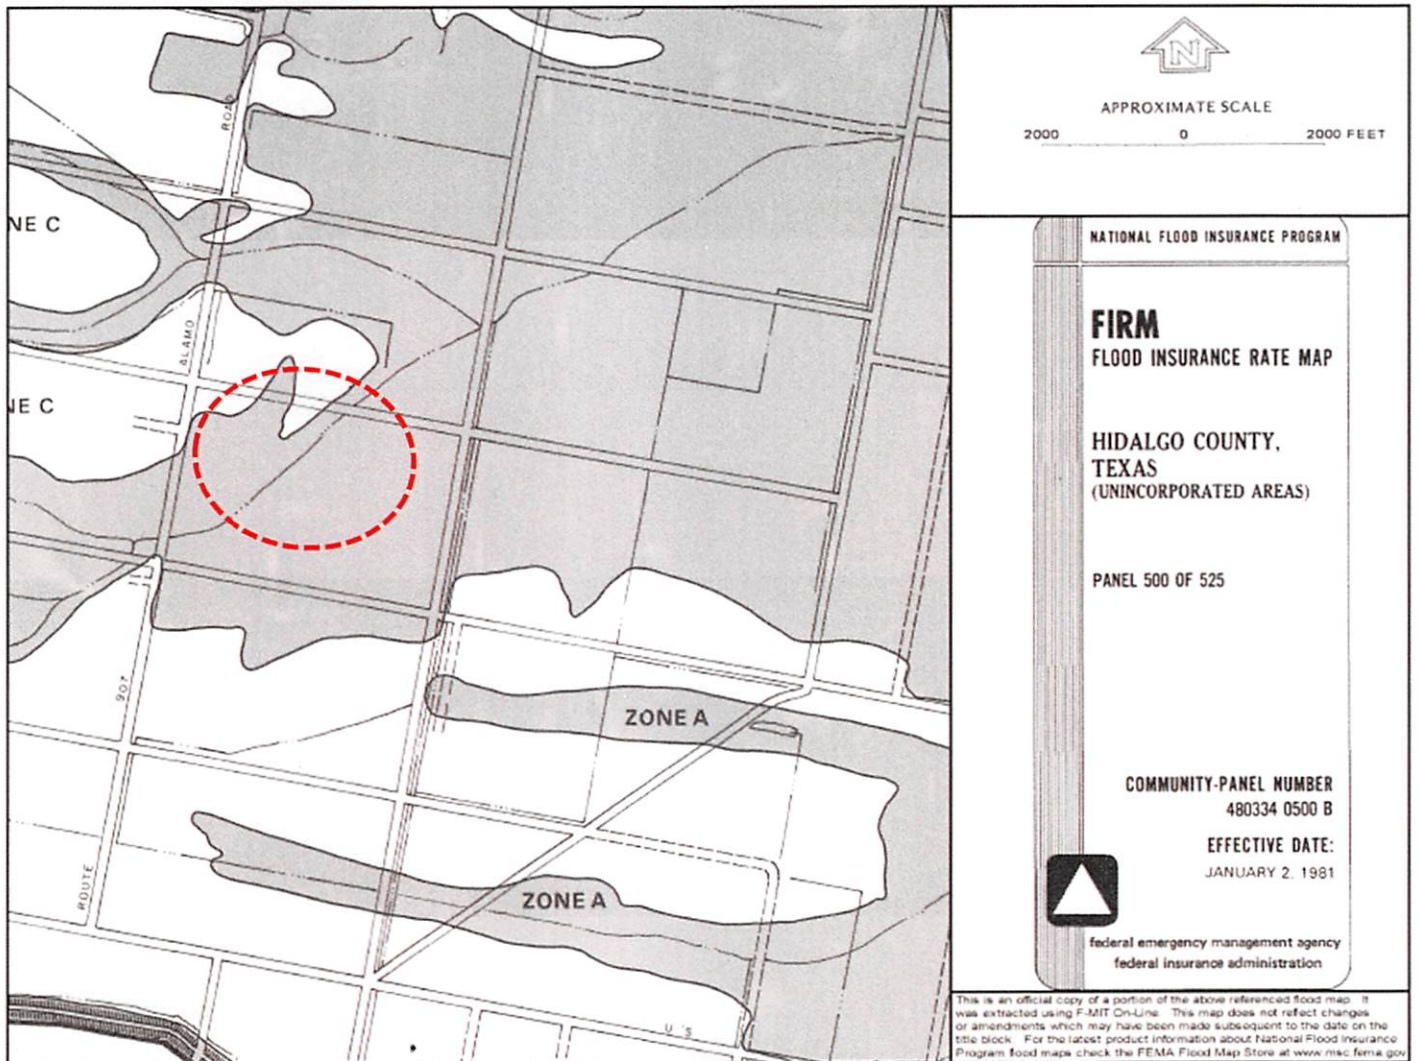 ROAD
NE C
ALAMO
NE C
907
ZONE A
ZONE A
ROUTE
U S
N
APPROXIMATE SCALE
2000 0 2000 FEET
NATIONAL FLOOD INSURANCE PROGRAM
FIRM
FLOOD INSURANCE RATE MAP
HIDALGO COUNTY,
TEXAS
(UNINCORPORATED AREAS)
PANEL 500 OF 525
COMMUNITY-PANEL NUMBER
480334 0500 B
EFFECTIVE DATE:
JANUARY 2, 1981
federal emergency management agency
federal insurance administration
This is an official copy of a portion of the above referenced flood map. It
was extracted using F-MIT On-Line. This map does not reflect changes
or amendments which may have been made subsequent to the date on the
title block. For the latest product information about National Flood Insurance
Program flood maps check the FEMA Flood Map Store at www.msc.fema.gov